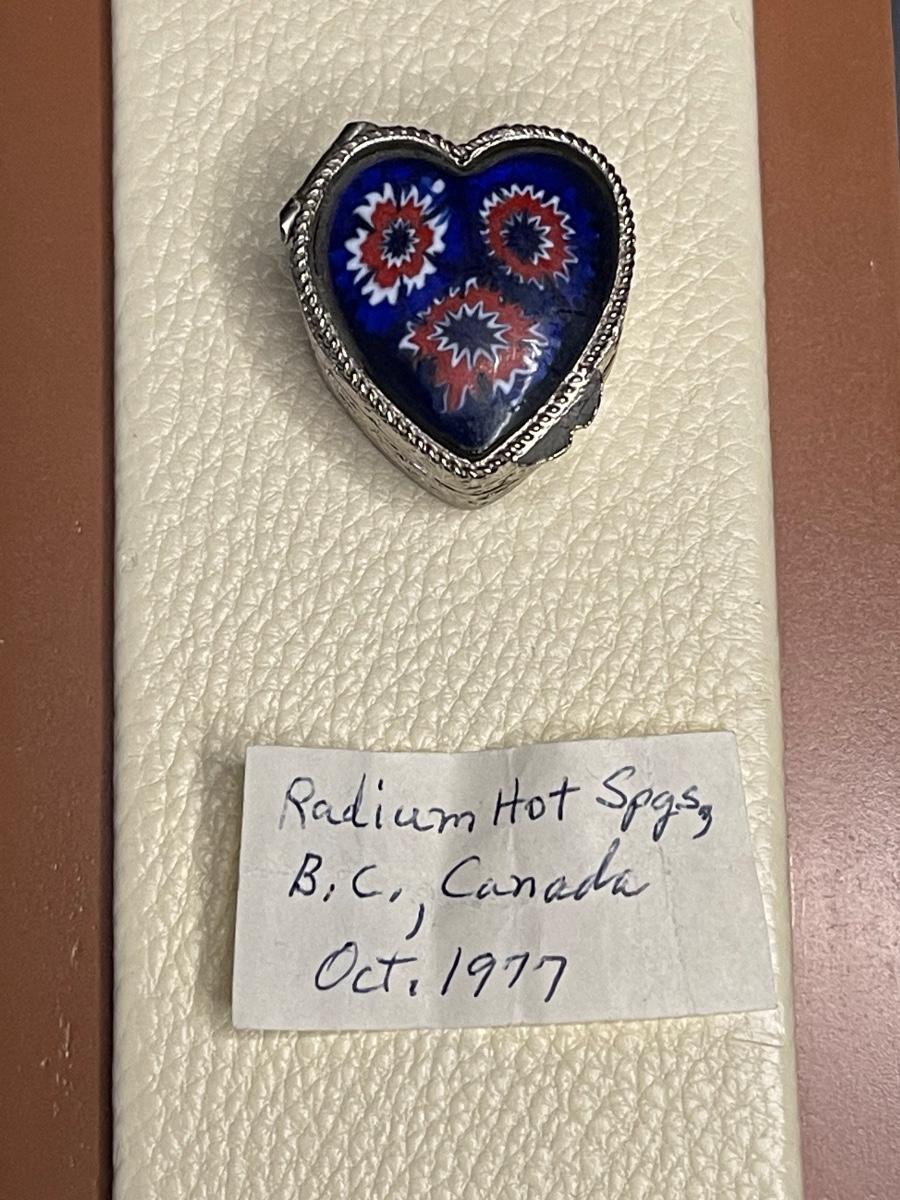 Radium Hot Spgs,
B.C., Canada
Oct. 1977